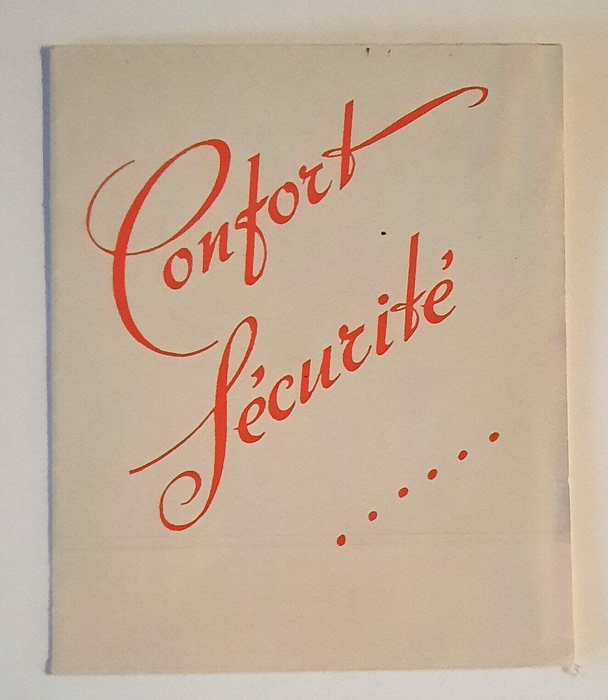 Confort
Sécurité
......